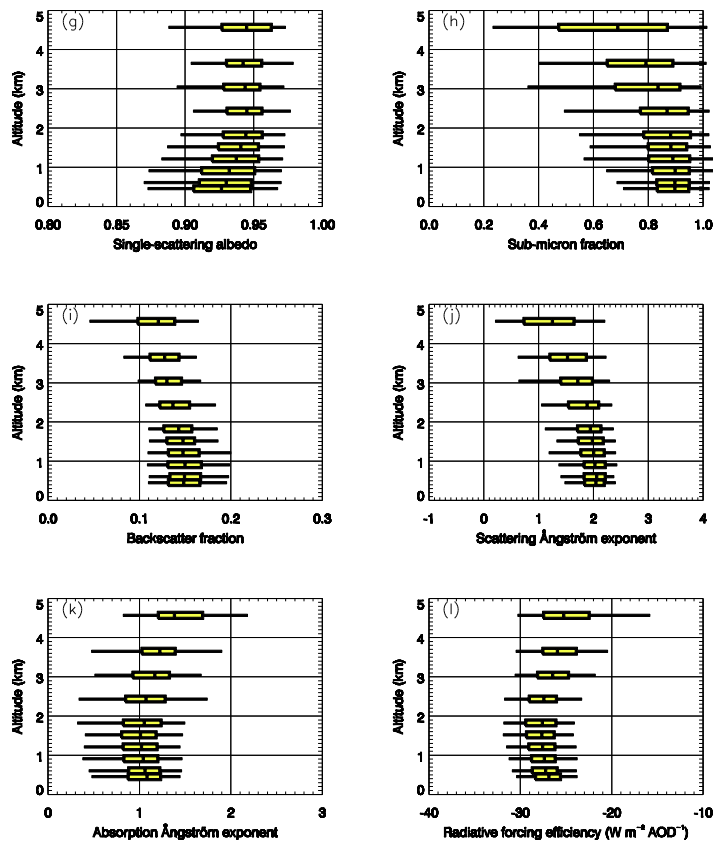 (g)
5
4
3
2
1
0
Altitude (km)
0.80 0.85 0.90 0.95 1.00
Single-scattering albedo
(h)
5
4
3
2
1
0
Altitude (km)
0.0 0.2 0.4 0.6 0.8 1.0
Sub-micron fraction
(i)
5
4
3
2
1
0
Altitude (km)
0.0 0.1 0.2 0.3
Backscatter fraction
(j)
5
4
3
2
1
0
Altitude (km)
-1 0 1 2 3 4
Scattering Ångström exponent
(k)
5
4
3
2
1
0
Altitude (km)
0 1 2 3
Absorption Ångström exponent
(l)
5
4
3
2
1
0
Altitude (km)
-40 -30 -20 -10
Radiative forcing efficiency (W m⁻² AOD⁻¹)